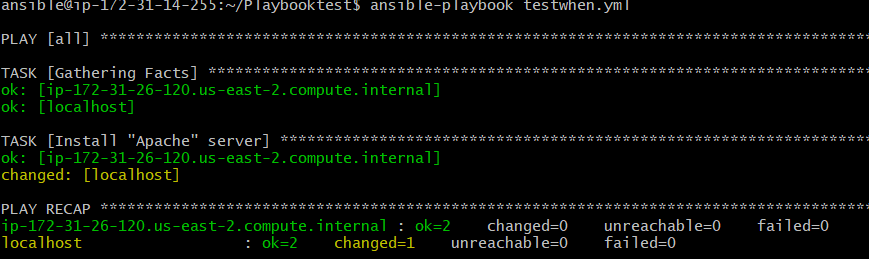 ansible@ip-172-31-14-255:~/Playbooktest$ ansible-playbook testwhen.yml
PLAY [all] *************************************************************************************
TASK [Gathering Facts] *************************************************************************
ok: [ip-172-31-26-120.us-east-2.compute.internal]
ok: [localhost]
TASK [Install "Apache" server] *****************************************************************
ok: [ip-172-31-26-120.us-east-2.compute.internal]
changed: [localhost]
PLAY RECAP *************************************************************************************
ip-172-31-26-120.us-east-2.compute.internal : ok=2    changed=0    unreachable=0    failed=0
localhost                  : ok=2    changed=1    unreachable=0    failed=0